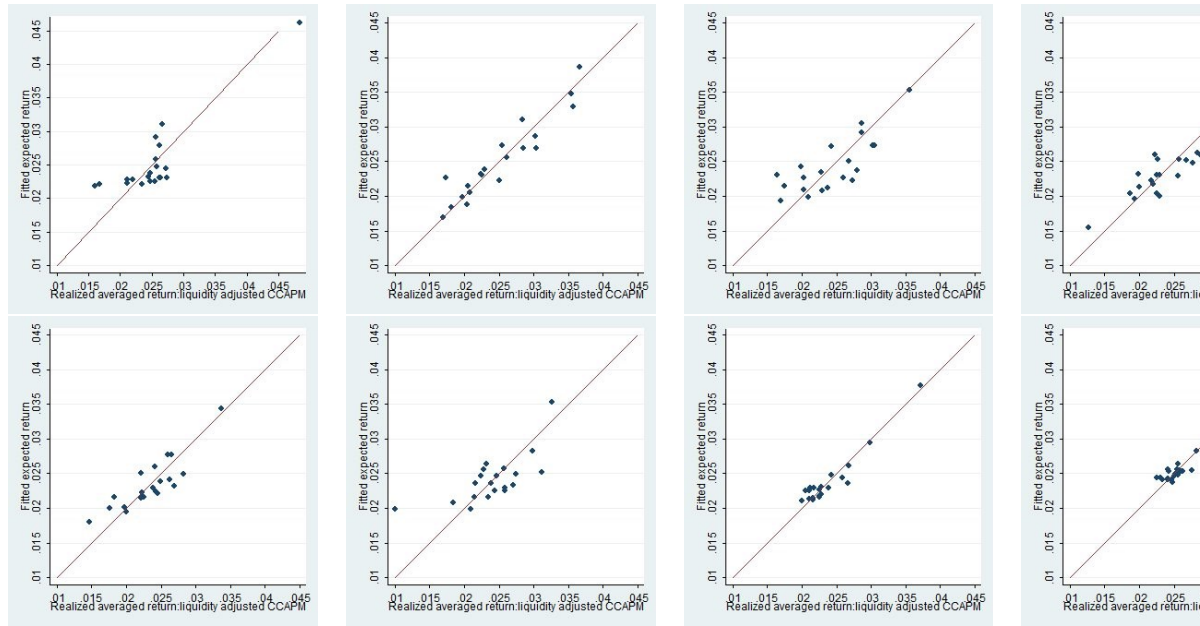 Fitted expected return
.01 .015 .02 .025 .03 .035 .04 .045
.01 .015 .02 .025 .03 .035 .04 .045
Realized averaged return:liquidity adjusted CCAPM
Fitted expected return
.01 .015 .02 .025 .03 .035 .04 .045
.01 .015 .02 .025 .03 .035 .04 .045
Realized averaged return:liquidity adjusted CCAPM
Fitted expected return
.01 .015 .02 .025 .03 .035 .04 .045
.01 .015 .02 .025 .03 .035 .04 .045
Realized averaged return:liquidity adjusted CCAPM
Fitted expected return
.01 .015 .02 .025 .03 .035 .04 .045
.01 .015 .02 .025
Realized averaged return:li
Fitted expected return
.01 .015 .02 .025 .03 .035 .04 .045
.01 .015 .02 .025 .03 .035 .04 .045
Realized averaged return:liquidity adjusted CCAPM
Fitted expected return
.01 .015 .02 .025 .03 .035 .04 .045
.01 .015 .02 .025 .03 .035 .04 .045
Realized averaged return:liquidity adjusted CCAPM
Fitted expected return
.01 .015 .02 .025 .03 .035 .04 .045
.01 .015 .02 .025 .03 .035 .04 .045
Realized averaged return:liquidity adjusted CCAPM
Fitted expected return
.01 .015 .02 .025 .03 .035 .04 .045
.01 .015 .02 .025
Realized averaged return:li